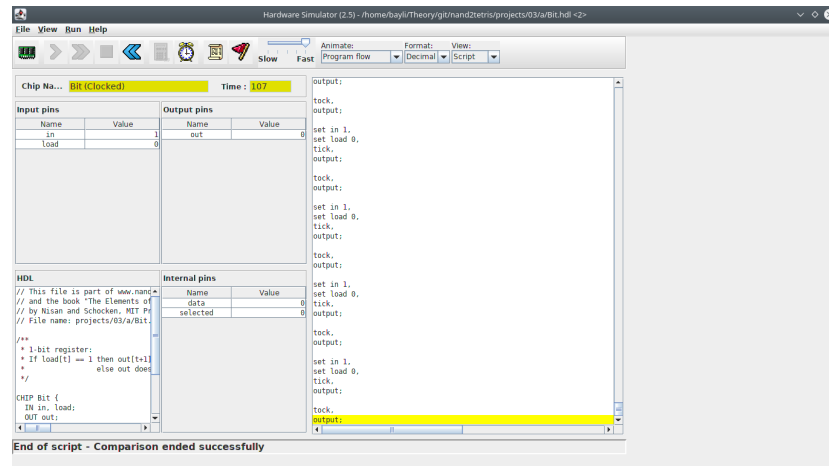 Hardware Simulator (2.5) - /home/bayli/Theory/git/nand2tetris/projects/03/a/Bit.hdl <2>
File View Run Help
Slow Fast
Animate: Format: View:
Program flow Decimal Script
Chip Na... Bit (Clocked) Time : 107
Input pins
Name Value
in 1
load 0
Output pins
Name Value
out 0
HDL
// This file is part of www.nand
// and the book "The Elements of
// by Nisan and Schocken, MIT Pr
// File name: projects/03/a/Bit.
/**
* 1-bit register:
* If load[t] == 1 then out[t+1]
* else out does
*/
CHIP Bit {
IN in, load;
OUT out;
Internal pins
Name Value
data 0
selected 0
output;
tock,
output;
set in 1,
set load 0,
tick,
output;
tock,
output;
set in 1,
set load 0,
tick,
output;
tock,
output;
set in 1,
set load 0,
tick,
output;
tock,
output;
set in 1,
set load 0,
tick,
output;
tock,
output;
End of script - Comparison ended successfully